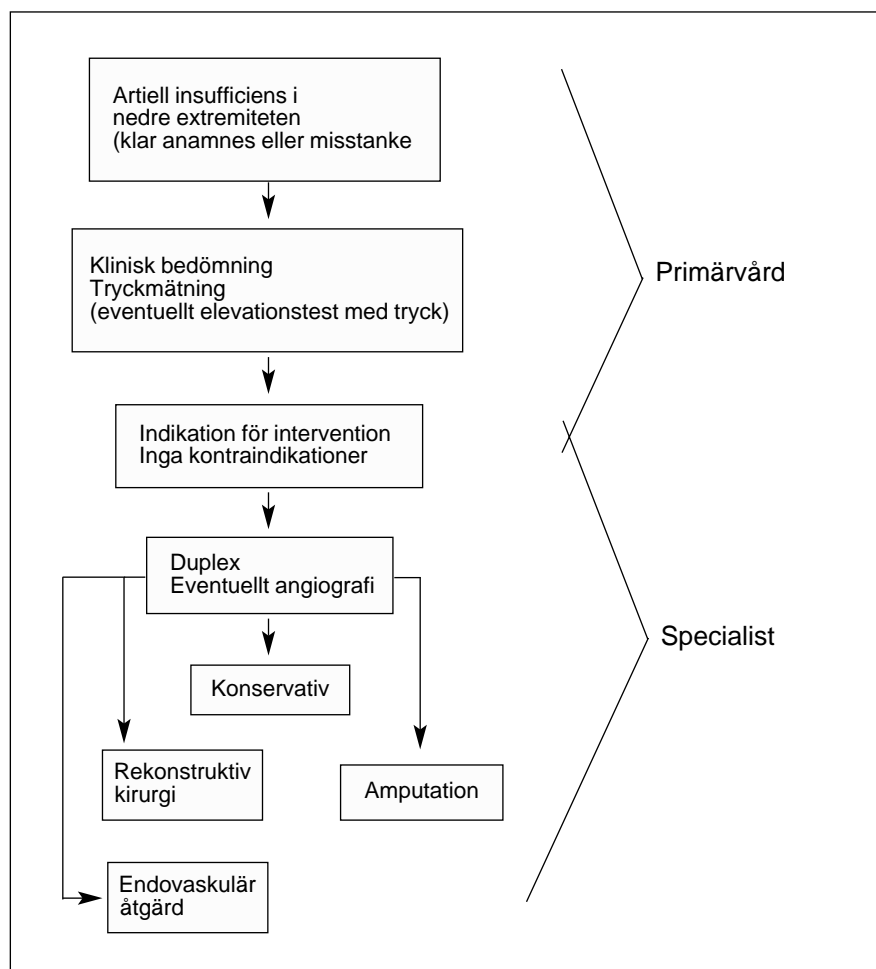 Artiell insufficiens i
nedre extremiteten
(klar anamnes eller misstanke
Klinisk bedömning
Tryckmätning
(eventuellt elevationstest med tryck)
Primärvård
Indikation för intervention
Inga kontraindikationer
Duplex
Eventuellt angiografi
Specialist
Konservativ
Rekonstruktiv
kirurgi
Amputation
Endovaskulär
åtgärd